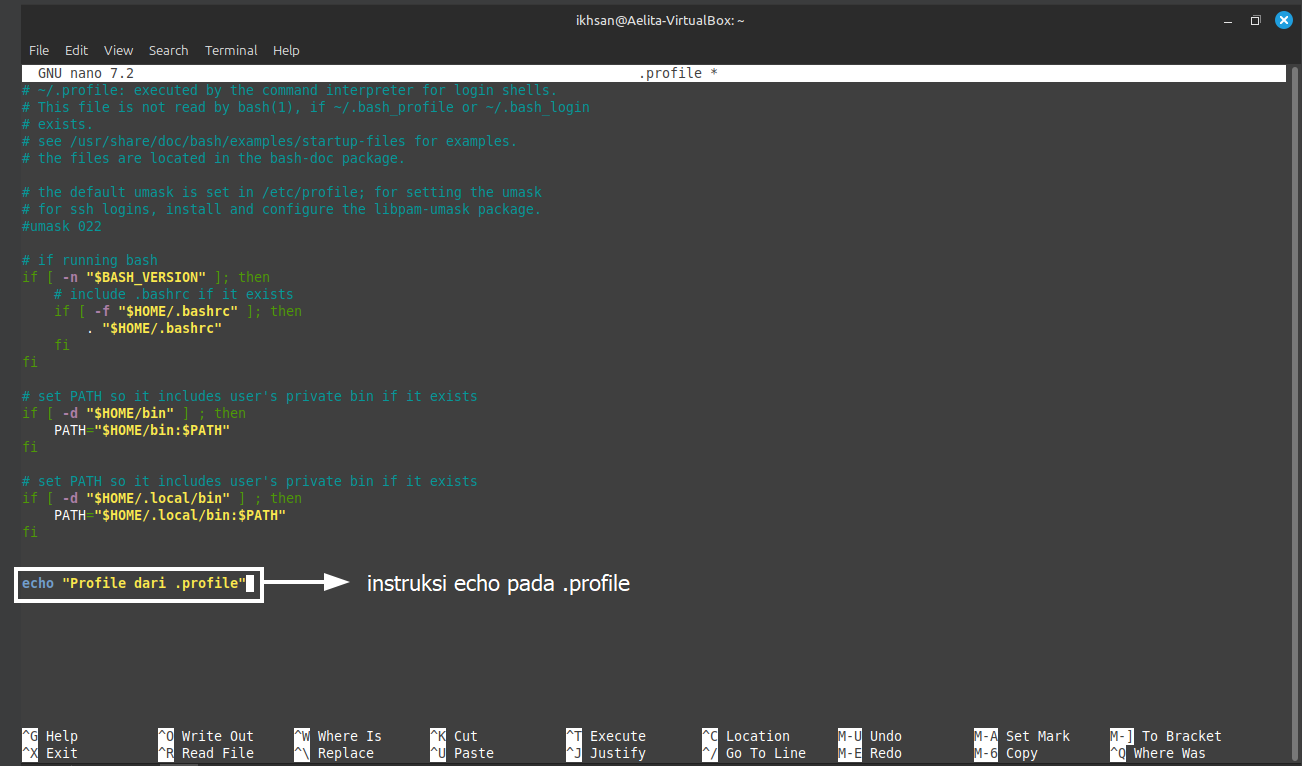 ikhsan@Aelita-VirtualBox: ~
File Edit View Search Terminal Help
GNU nano 7.2 .profile *
# ~/.profile: executed by the command interpreter for login shells.
# This file is not read by bash(1), if ~/.bash_profile or ~/.bash_login
# exists.
# see /usr/share/doc/bash/examples/startup-files for examples.
# the files are located in the bash-doc package.
# the default umask is set in /etc/profile; for setting the umask
# for ssh logins, install and configure the libpam-umask package.
#umask 022
# if running bash
if [ -n "$BASH_VERSION" ]; then
    # include .bashrc if it exists
    if [ -f "$HOME/.bashrc" ]; then
        . "$HOME/.bashrc"
    fi
fi
# set PATH so it includes user's private bin if it exists
if [ -d "$HOME/bin" ] ; then
    PATH="$HOME/bin:$PATH"
fi
# set PATH so it includes user's private bin if it exists
if [ -d "$HOME/.local/bin" ] ; then
    PATH="$HOME/.local/bin:$PATH"
fi
echo "Profile dari .profile" instruksi echo pada .profile
^G Help ^O Write Out ^W Where Is ^K Cut ^T Execute ^C Location M-U Undo M-A Set Mark M-] To Bracket
^X Exit ^R Read File ^\ Replace ^U Paste ^J Justify ^/ Go To Line M-E Redo M-6 Copy ^Q Where Was